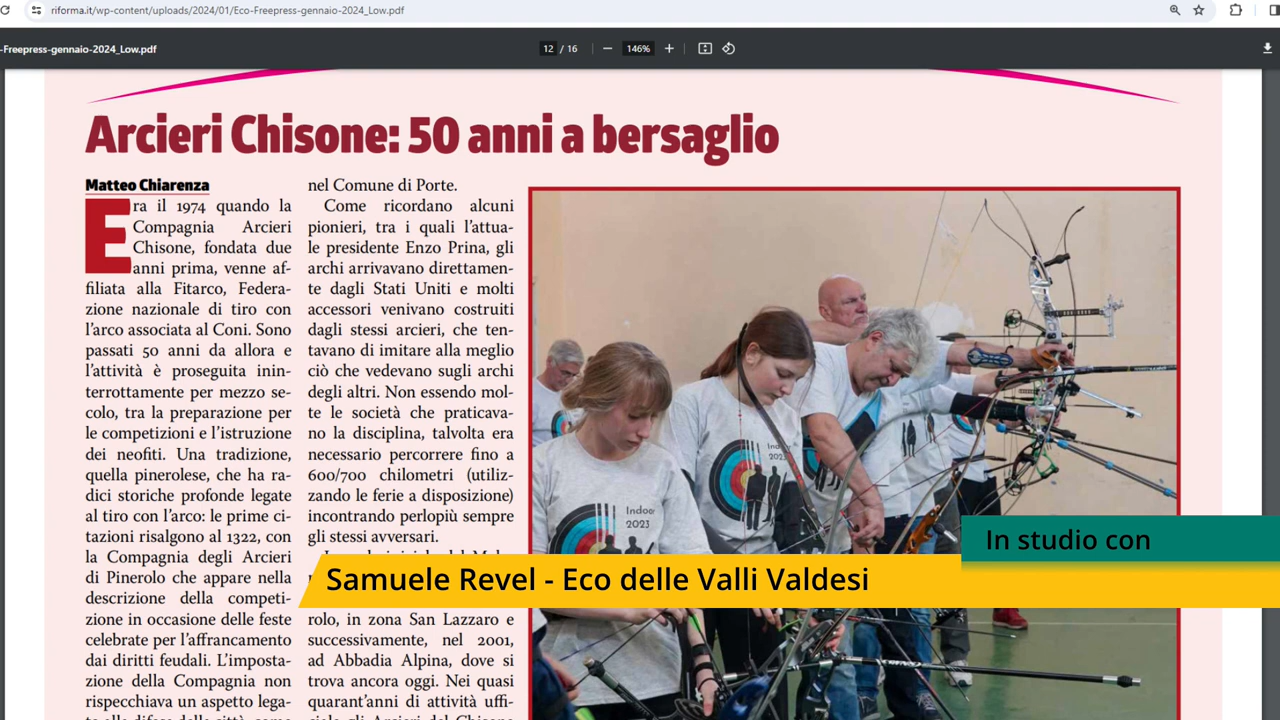 riforma.it/wp-content/uploads/2024/01/Eco-Freepress-gennaio-2024_Low.pdf
-Freepress-gennaio-2024_Low.pdf
12 / 16
146%
Arcieri Chisone: 50 anni a bersaglio
Matteo Chiarenza
Era il 1974 quando la
Compagnia Arcieri
Chisone, fondata due
anni prima, venne af-
filiata alla Fitarco, Federa-
zione nazionale di tiro con
l'arco associata al Coni. Sono
passati 50 anni da allora e
l'attività è proseguita inin-
terrottamente per mezzo se-
colo, tra la preparazione per
le competizioni e l'istruzione
dei neofiti. Una tradizione,
quella pinerolese, che ha ra-
dici storiche profonde legate
al tiro con l'arco: le prime ci-
tazioni risalgono al 1322, con
la Compagnia degli Arcieri
di Pinerolo che appare nella
descrizione della competi-
zione in occasione delle feste
celebrate per l'affrancamento
dai diritti feudali. L'imposta-
zione della Compagnia non
rispecchiava un aspetto lega-
nel Comune di Porte.
Come ricordano alcuni
pionieri, tra i quali l'attua-
le presidente Enzo Prina, gli
archi arrivavano direttamen-
te dagli Stati Uniti e molti
accessori venivano costruiti
dagli stessi arcieri, che ten-
tavano di imitare alla meglio
ciò che vedevano sugli archi
degli altri. Non essendo mol-
te le società che praticava-
no la disciplina, talvolta era
necessario percorrere fino a
600/700 chilometri (utiliz-
zando le ferie a disposizione)
incontrando perlopiù sempre
gli stessi avversari.
rolo, in zona San Lazzaro e
successivamente, nel 2001,
ad Abbadia Alpina, dove si
trova ancora oggi. Nei quasi
quarant'anni di attività uffi-
Indoor
2023
Indoor
2023
In studio con
Samuele Revel - Eco delle Valli Valdesi